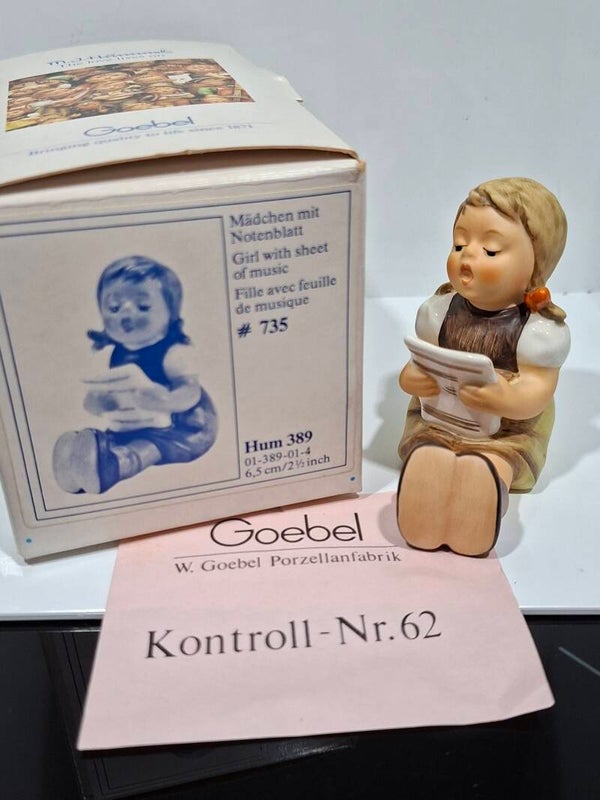 M.J. Hummel
Goebel
Bringing quality to life since 1871
Mädchen mit
Notenblatt
Girl with sheet
of music
Fille avec feuille
de musique
# 735
Hum 389
01-389-01-4
6,5 cm/2½ inch
Goebel
W. Goebel Porzellanfabrik
Kontroll-Nr.62